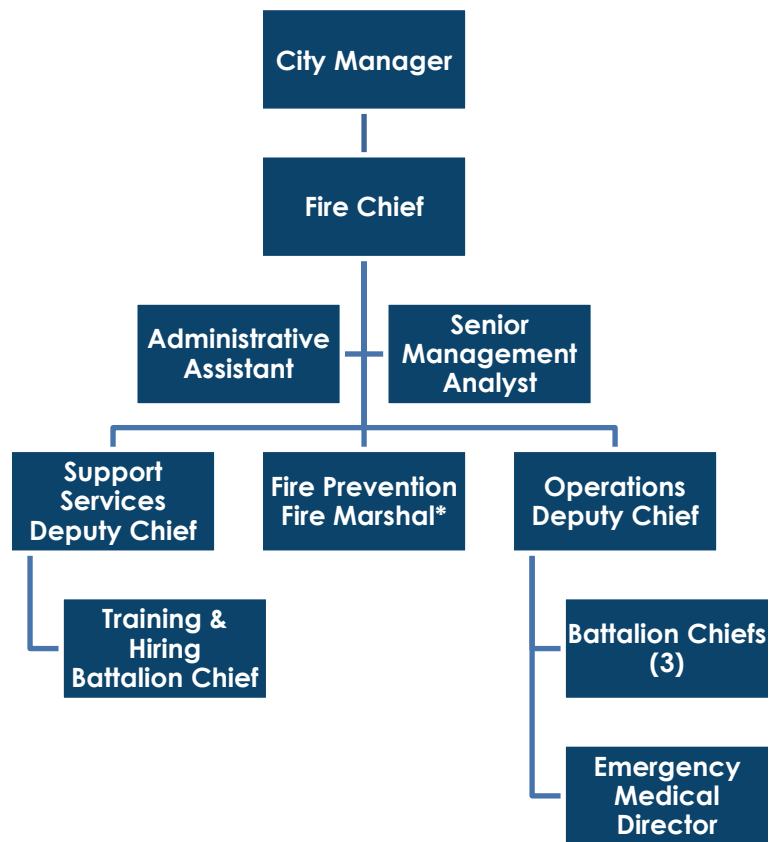 City Manager
Fire Chief
Administrative
Assistant
Senior
Management
Analyst
Support
Services
Deputy Chief
Fire Prevention
Fire Marshal*
Operations
Deputy Chief
Training &
Hiring
Battalion Chief
Battalion Chiefs
(3)
Emergency
Medical
Director